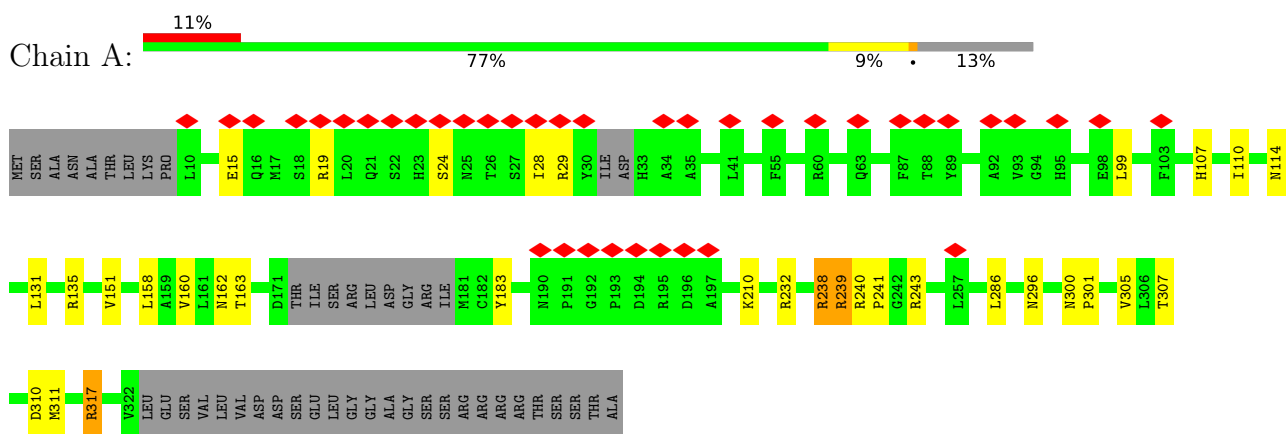 11%
Chain A:
77% 9% • 13%
MET SER ALA ASN ALA THR LEU LYS PRO L10 E15 Q16 M17 S18 R19 L20 Q21 S22 H23 S24 N25 T26 S27 I28 R29 Y30 ILE ASP H33 A34 A35 L41 F55 R60 Q63 F87 T88 Y89 A92 V93 G94 H95 E98 L99 F103 H107 I110 N114
L131 R135 V151 L158 A159 V160 L161 N162 T163 D171 THR ILE SER ARG LEU ASP GLY ARG ILE M181 C182 Y183 N190 P191 G192 P193 D194 R195 D196 A197 K210 R232 R238 R239 R240 P241 G242 R243 L257 L286 N296 N300 P301 V305 L306 T307
D310 M311 R317 V322 LEU GLU SER VAL LEU VAL ASP ASP SER GLU LEU GLY GLY ALA GLY SER SER ARG ARG ARG ARG THR SER SER THR ALA